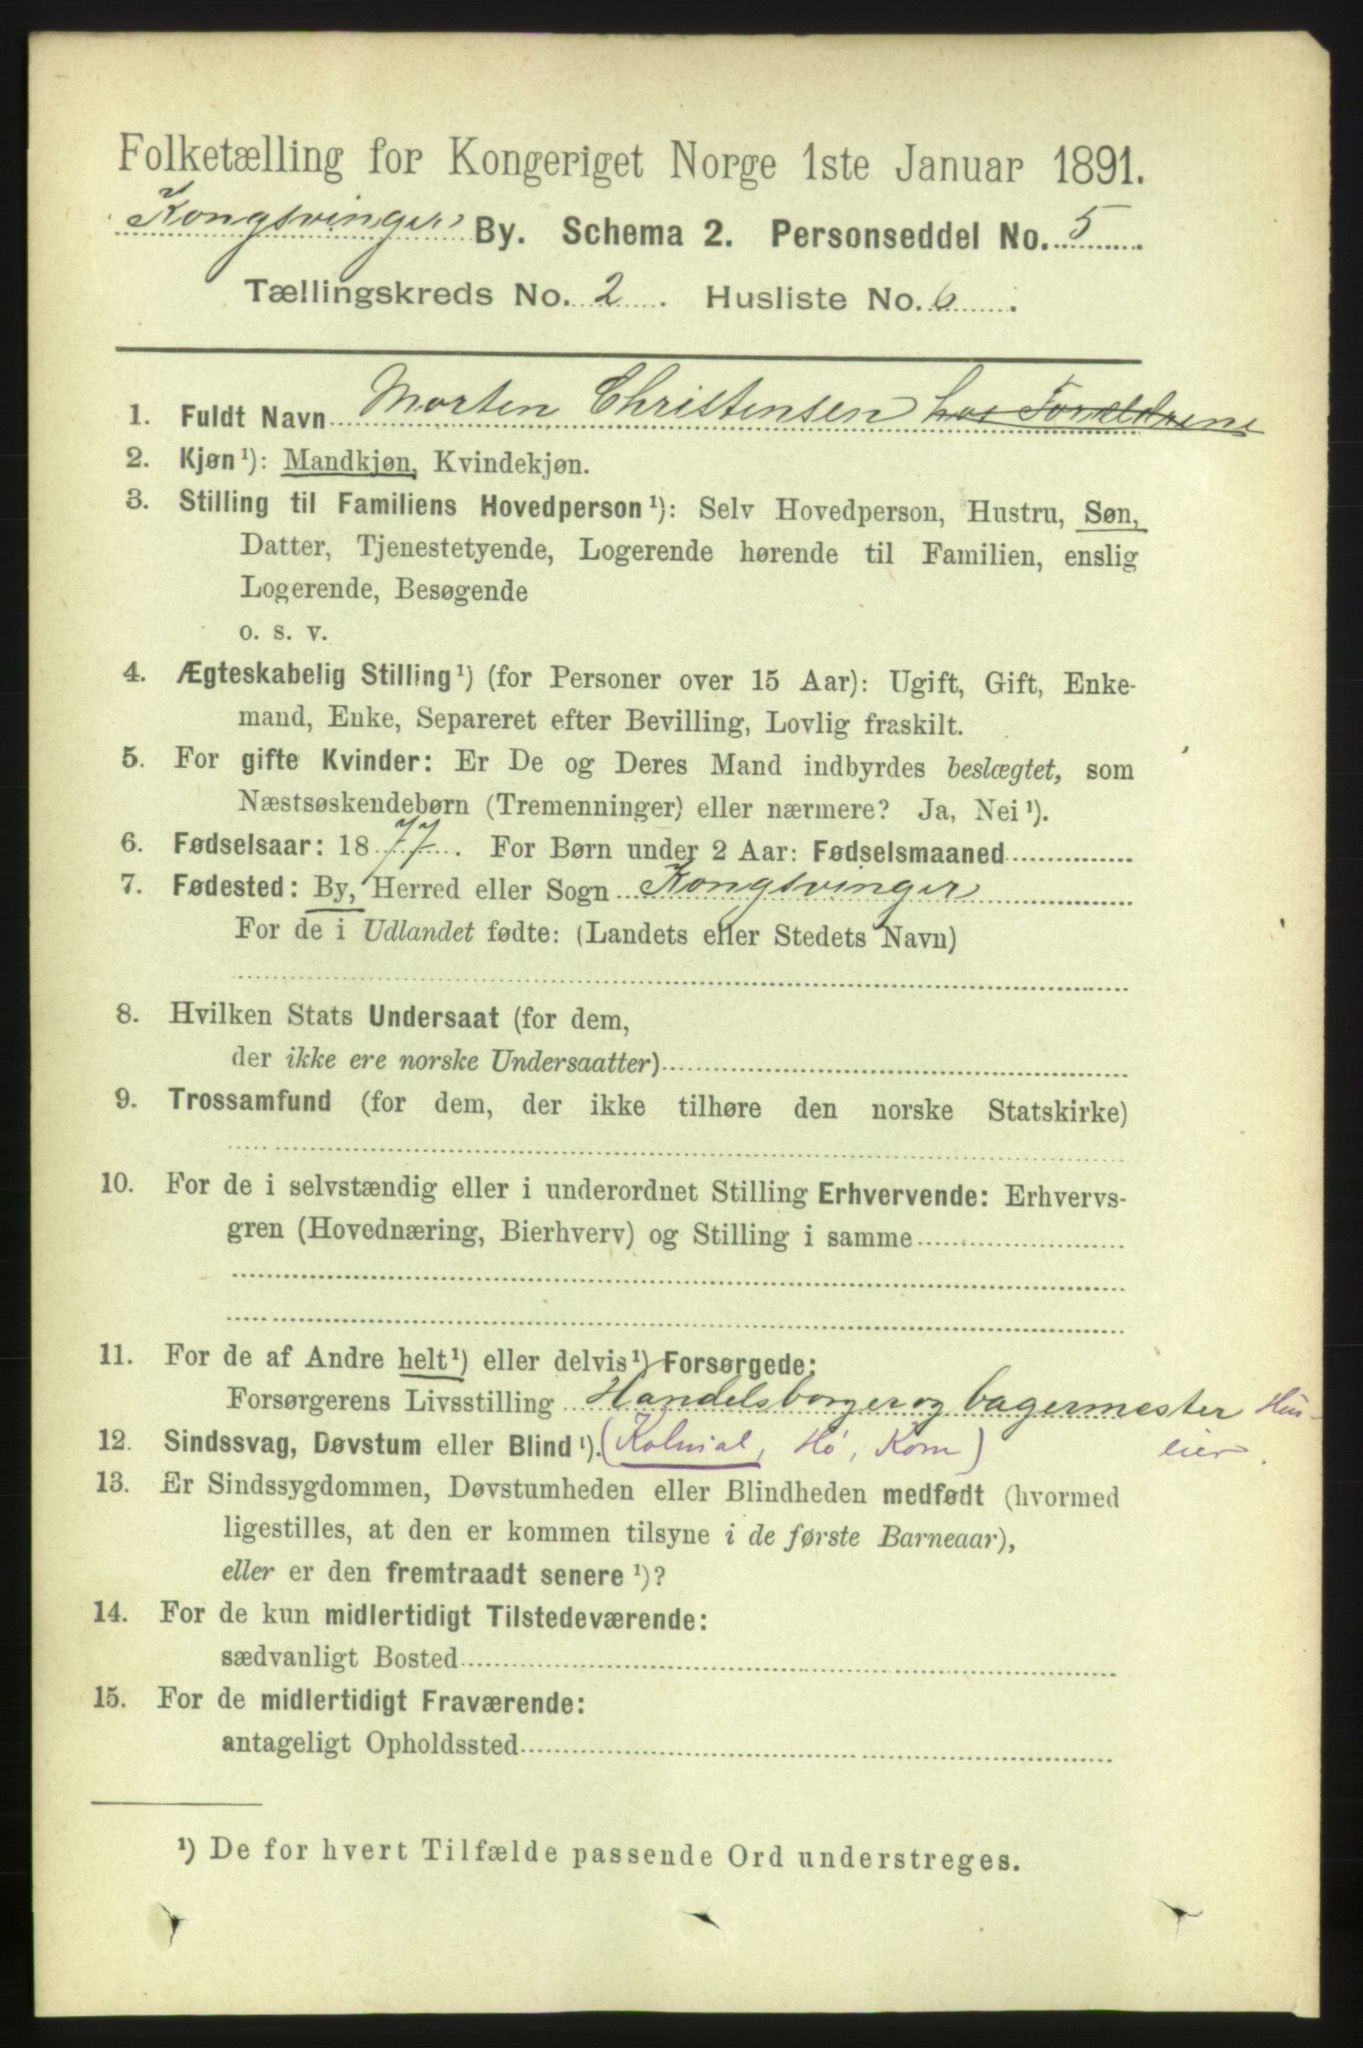 Folketælling for Kongeriget Norge 1ste Januar 1891.
Kongsvinger By. Schema 2. Personseddel No. 5
Tællingskreds No. 2. Husliste No. 6.
1. Fuldt Navn Morten Christensen hos Forældrene
2. Kjøn¹): Mandkjøn, Kvindekjøn.
3. Stilling til Familiens Hovedperson¹): Selv Hovedperson, Hustru, Søn,
Datter, Tjenestetyende, Logerende hørende til Familien, enslig
Logerende, Besøgende
o. s. v.
4. Ægteskabelig Stilling¹) (for Personer over 15 Aar): Ugift, Gift, Enke-
mand, Enke, Separeret efter Bevilling, Lovlig fraskilt.
5. For gifte Kvinder: Er De og Deres Mand indbyrdes beslægtet, som
Næstsøskendebørn (Tremenninger) eller nærmere? Ja, Nei¹).
6. Fødselsaar: 1877. For Børn under 2 Aar: Fødselsmaaned
7. Fødested: By, Herred eller Sogn Kongsvinger
For de i Udlandet fødte: (Landets eller Stedets Navn)
8. Hvilken Stats Undersaat (for dem,
der ikke ere norske Undersaatter)
9. Trossamfund (for dem, der ikke tilhøre den norske Statskirke)
10. For de i selvstændig eller i underordnet Stilling Erhvervende: Erhvervs-
gren (Hovednæring, Bierhverv) og Stilling i samme
11. For de af Andre helt¹) eller delvis¹) Forsørgede:
Forsørgerens Livsstilling Handelsborger og bagermester Hus-
12. Sindssvag, Døvstum eller Blind¹). (Kolonial, Hø, Korn) eier.
13. Er Sindssygdommen, Døvstumheden eller Blindheden medfødt (hvormed
ligestilles, at den er kommen tilsyne i de første Barneaar),
eller er den fremtraadt senere¹)?
14. For de kun midlertidigt Tilstedeværende:
sædvanligt Bosted
15. For de midlertidigt Fraværende:
antageligt Opholdssted
¹) De for hvert Tilfælde passende Ord understreges.